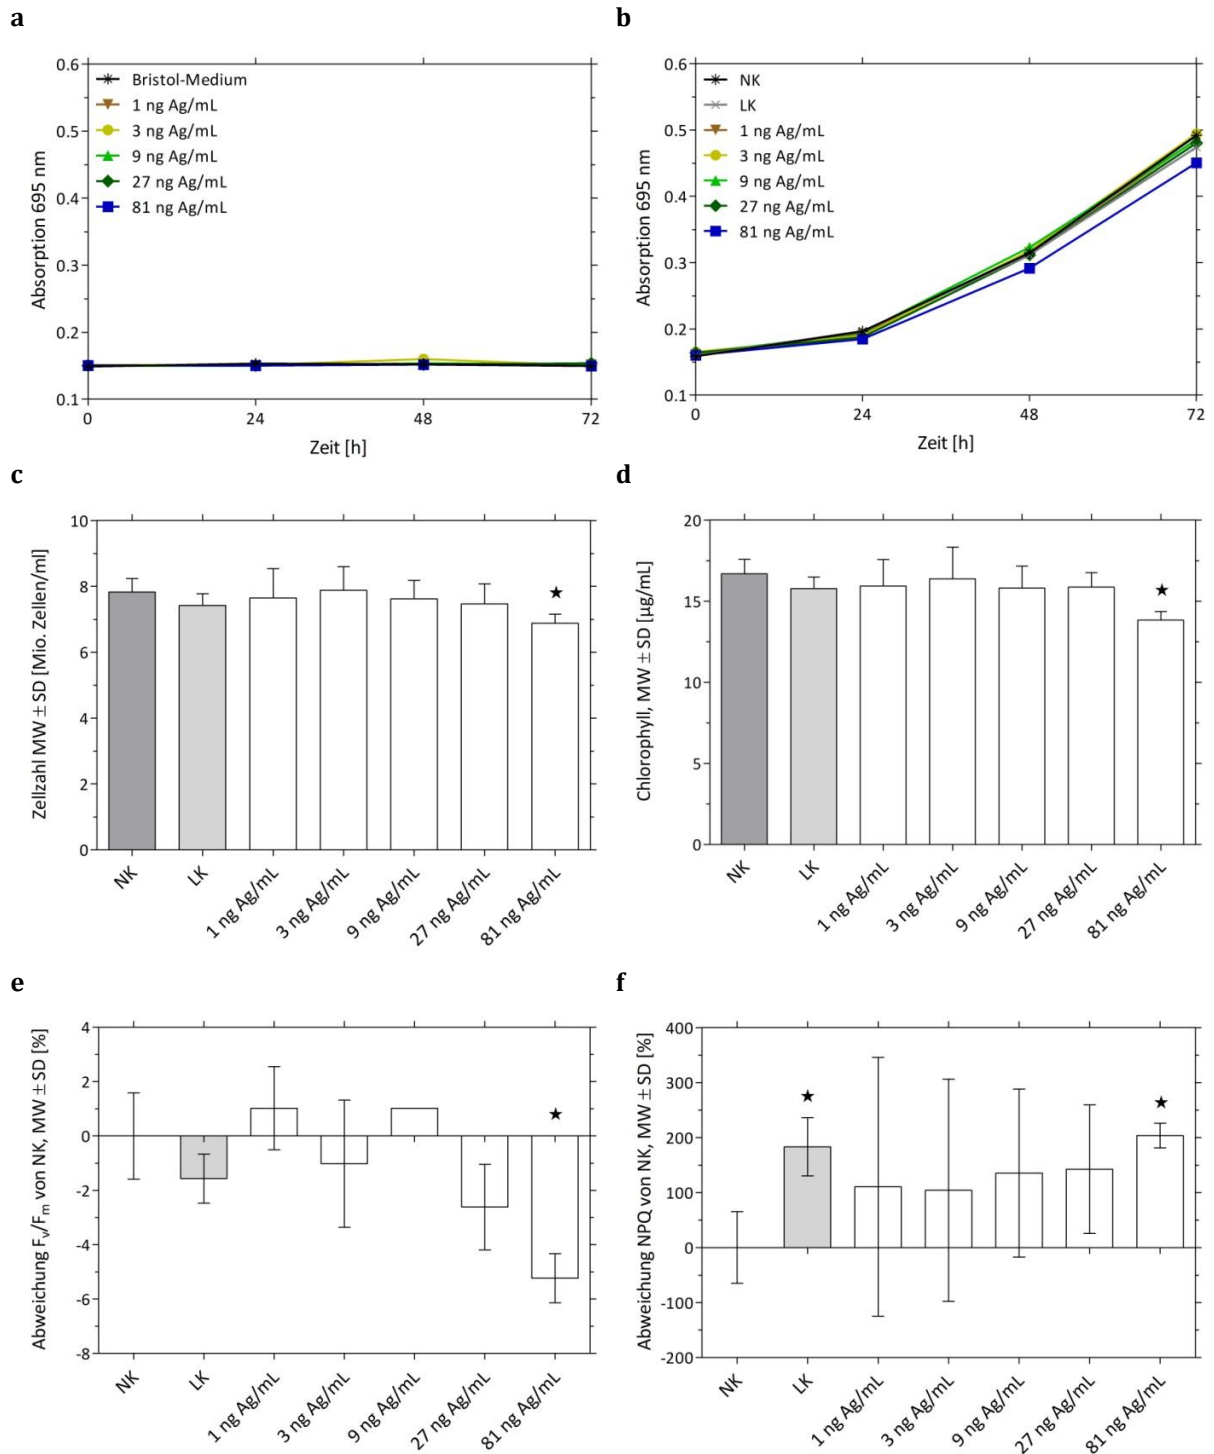 a
b
Absorption 695 nm
0.6
0.5
0.4
0.3
0.2
0.1
Bristol-Medium
1 ng Ag/mL
3 ng Ag/mL
9 ng Ag/mL
27 ng Ag/mL
81 ng Ag/mL
0
24
48
72
Zeit [h]
Absorption 695 nm
0.6
0.5
0.4
0.3
0.2
0.1
NK
LK
1 ng Ag/mL
3 ng Ag/mL
9 ng Ag/mL
27 ng Ag/mL
81 ng Ag/mL
0
24
48
72
Zeit [h]
c
d
Zellzahl MW ± SD [Mio. Zellen/ml]
10
8
6
4
2
0
★
NK
LK
1 ng Ag/mL
3 ng Ag/mL
9 ng Ag/mL
27 ng Ag/mL
81 ng Ag/mL
Chlorophyll, MW ± SD [µg/mL]
20
15
10
5
0
★
NK
LK
1 ng Ag/mL
3 ng Ag/mL
9 ng Ag/mL
27 ng Ag/mL
81 ng Ag/mL
e
f
Abweichung Fv/Fm von NK, MW ± SD [%]
4
2
0
-2
-4
-6
-8
★
NK
LK
1 ng Ag/mL
3 ng Ag/mL
9 ng Ag/mL
27 ng Ag/mL
81 ng Ag/mL
Abweichung NPQ von NK, MW ± SD [%]
400
300
200
100
0
-100
-200
★
★
NK
LK
1 ng Ag/mL
3 ng Ag/mL
9 ng Ag/mL
27 ng Ag/mL
81 ng Ag/mL